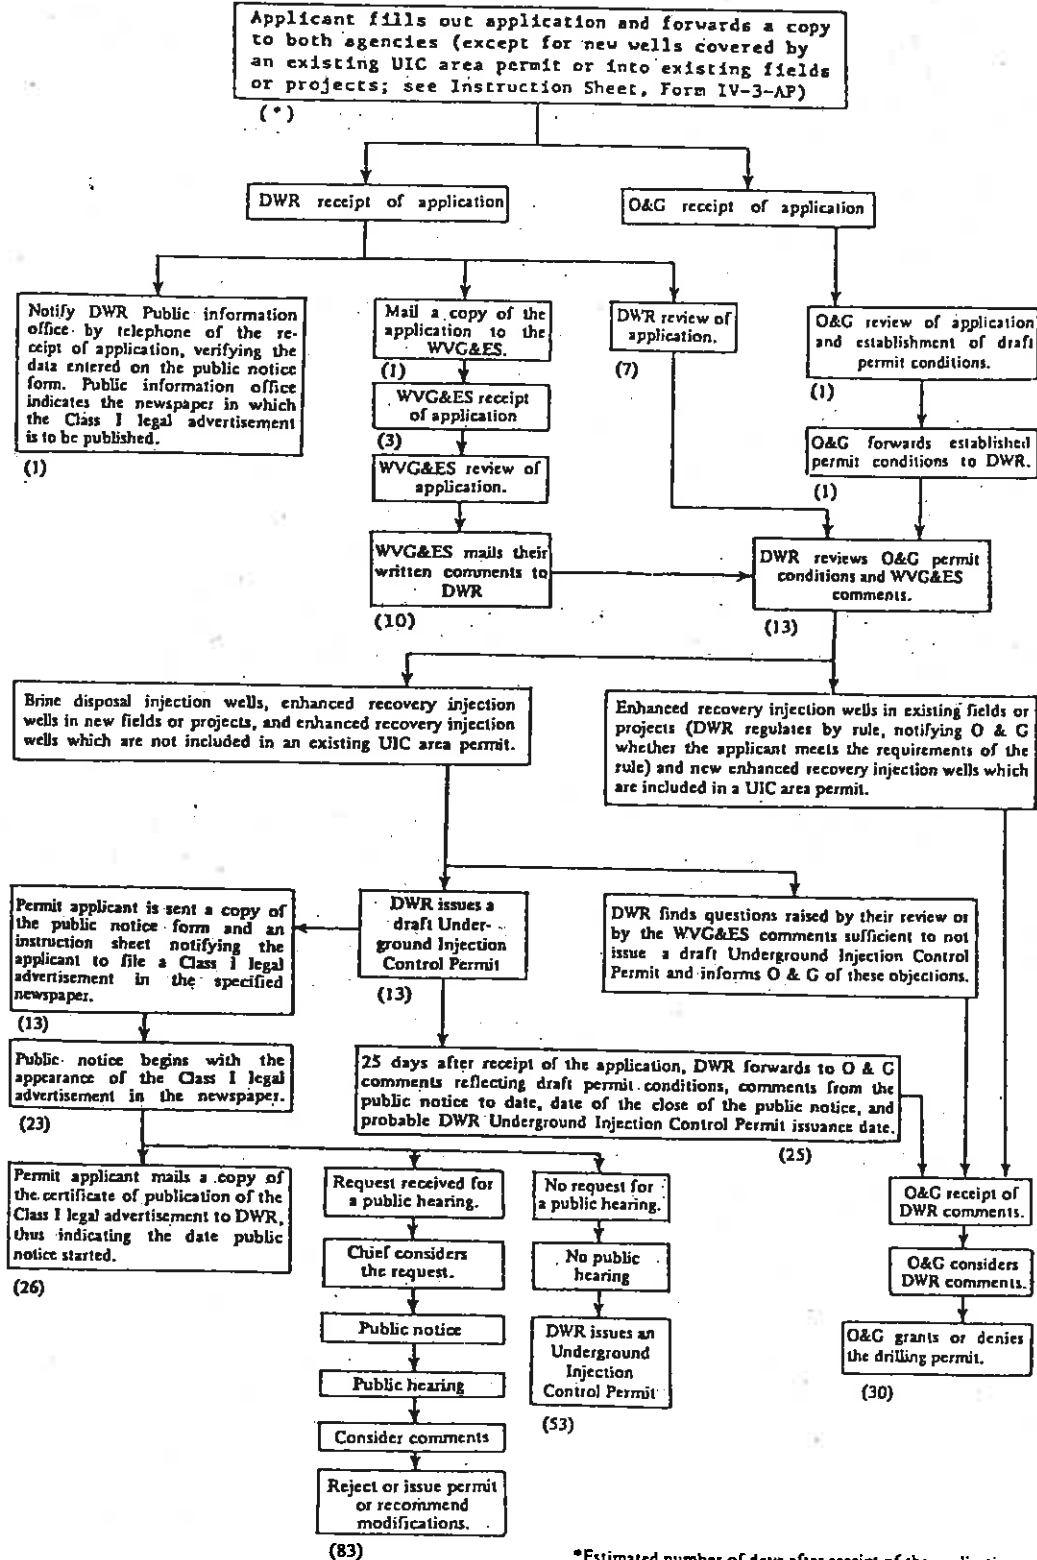 Applicant fills out application and forwards a copy
to both agencies (except for new wells covered by
an existing UIC area permit or into existing fields
or projects; see Instruction Sheet, Form IV-3-AP)
(*)
DWR receipt of application
O&G receipt of application
Notify DWR Public information
office by telephone of the re-
ceipt of application, verifying the
data entered on the public notice
form. Public information office
indicates the newspaper in which
the Class I legal advertisement
is to be published.
(1)
Mail a copy of the
application to the
WVG&ES.
(1)
WVG&ES receipt
of application
(3)
WVG&ES review of
application.
WVG&ES mails their
written comments to
DWR
(10)
DWR review of
application.
(7)
O&G review of application
and establishment of draft
permit conditions.
(1)
O&G forwards established
permit conditions to DWR.
(1)
DWR reviews O&G permit
conditions and WVG&ES
comments.
(13)
Brine disposal injection wells, enhanced recovery injection
wells in new fields or projects, and enhanced recovery injection
wells which are not included in an existing UIC area permit.
Enhanced recovery injection wells in existing fields or
projects (DWR regulates by rule, notifying O & G
whether the applicant meets the requirements of the
rule) and new enhanced recovery injection wells which
are included in a UIC area permit.
Permit applicant is sent a copy of
the public notice form and an
instruction sheet notifying the
applicant to file a Class I legal
advertisement in the specified
newspaper.
(13)
DWR issues a
draft Under-
ground Injection
Control Permit
(13)
DWR finds questions raised by their review or
by the WVG&ES comments sufficient to not
issue a draft Underground Injection Control
Permit and informs O & G of these objections.
Public notice begins with the
appearance of the Class I legal
advertisement in the newspaper.
(23)
25 days after receipt of the application, DWR forwards to O & G
comments reflecting draft permit conditions, comments from the
public notice to date, date of the close of the public notice, and
probable DWR Underground Injection Control Permit issuance date.
(25)
Permit applicant mails a copy of
the certificate of publication of the
Class I legal advertisement to DWR,
thus indicating the date public
notice started.
(26)
Request received for
a public hearing.
Chief considers
the request.
Public notice
Public hearing
Consider comments
Reject or issue permit
or recommend
modifications.
(83)
No request for
a public hearing.
No public
hearing
DWR issues an
Underground
Injection
Control Permit
(53)
O&G receipt of
DWR comments.
O&G considers
DWR comments.
O&G grants or denies
the drilling permit.
(30)
*Estimated number of days after receipt of the application